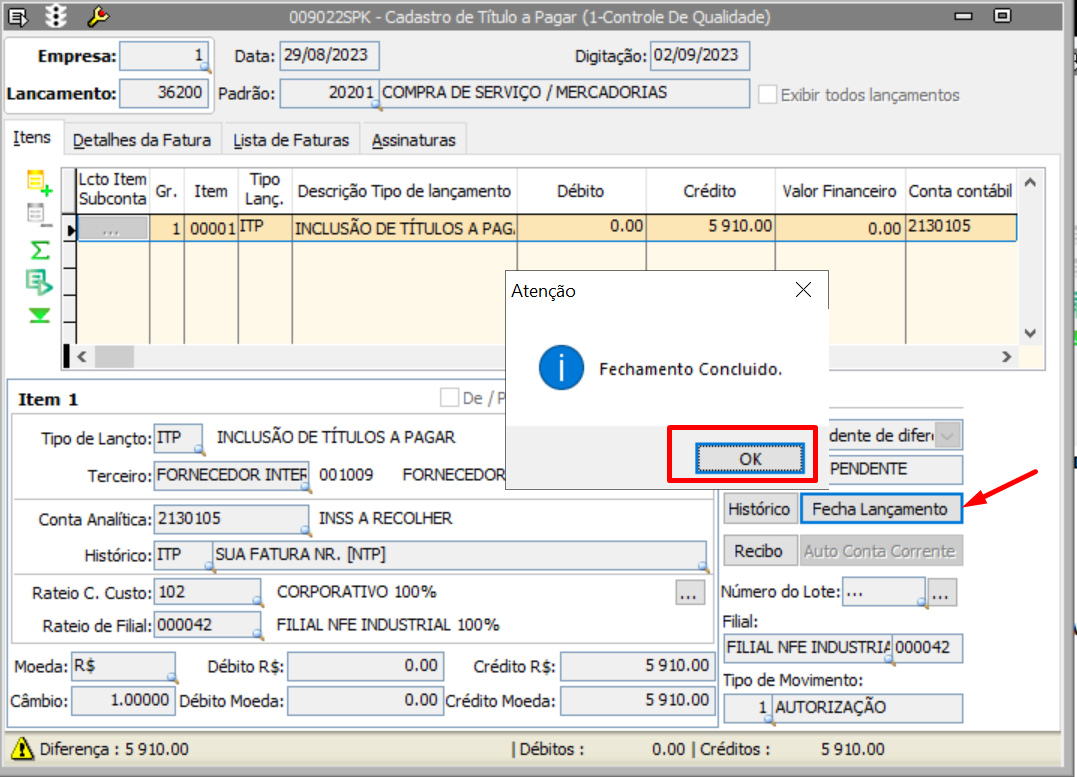 009022SPK - Cadastro de Título a Pagar (1-Controle De Qualidade)
Empresa: 1 Data: 29/08/2023 Digitação: 02/09/2023
Lancamento: 36200 Padrão: 20201 COMPRA DE SERVIÇO / MERCADORIAS Exibir todos lançamentos
Itens Detalhes da Fatura Lista de Faturas Assinaturas
Lcto Item Subconta Gr. Item Tipo Lanç. Descrição Tipo de lançamento Débito Crédito Valor Financeiro Conta contábil
... 1 00001 ITP INCLUSÃO DE TÍTULOS A PAG 0.00 5 910.00 0.00 2130105
Atenção
Fechamento Concluido.
OK
Item 1 De / P
Tipo de Lançto: ITP INCLUSÃO DE TÍTULOS A PAGAR dente de difer
Terceiro: FORNECEDOR INTER 001009 FORNECEDOR PENDENTE
Conta Analítica: 2130105 INSS A RECOLHER Histórico Fecha Lançamento
Histórico: ITP SUA FATURA NR. [NTP] Recibo Auto Conta Corrente
Rateio C. Custo: 102 CORPORATIVO 100% ... Número do Lote: ... ...
Rateio de Filial: 000042 FILIAL NFE INDUSTRIAL 100% Filial:
FILIAL NFE INDUSTRIA 000042
Moeda: R$ Débito R$: 0.00 Crédito R$: 5 910.00 Tipo de Movimento:
Câmbio: 1.00000 Débito Moeda: 0.00 Crédito Moeda: 5 910.00 1 AUTORIZAÇÃO
Diferença : 5 910.00 | Débitos : 0.00 | Créditos : 5 910.00